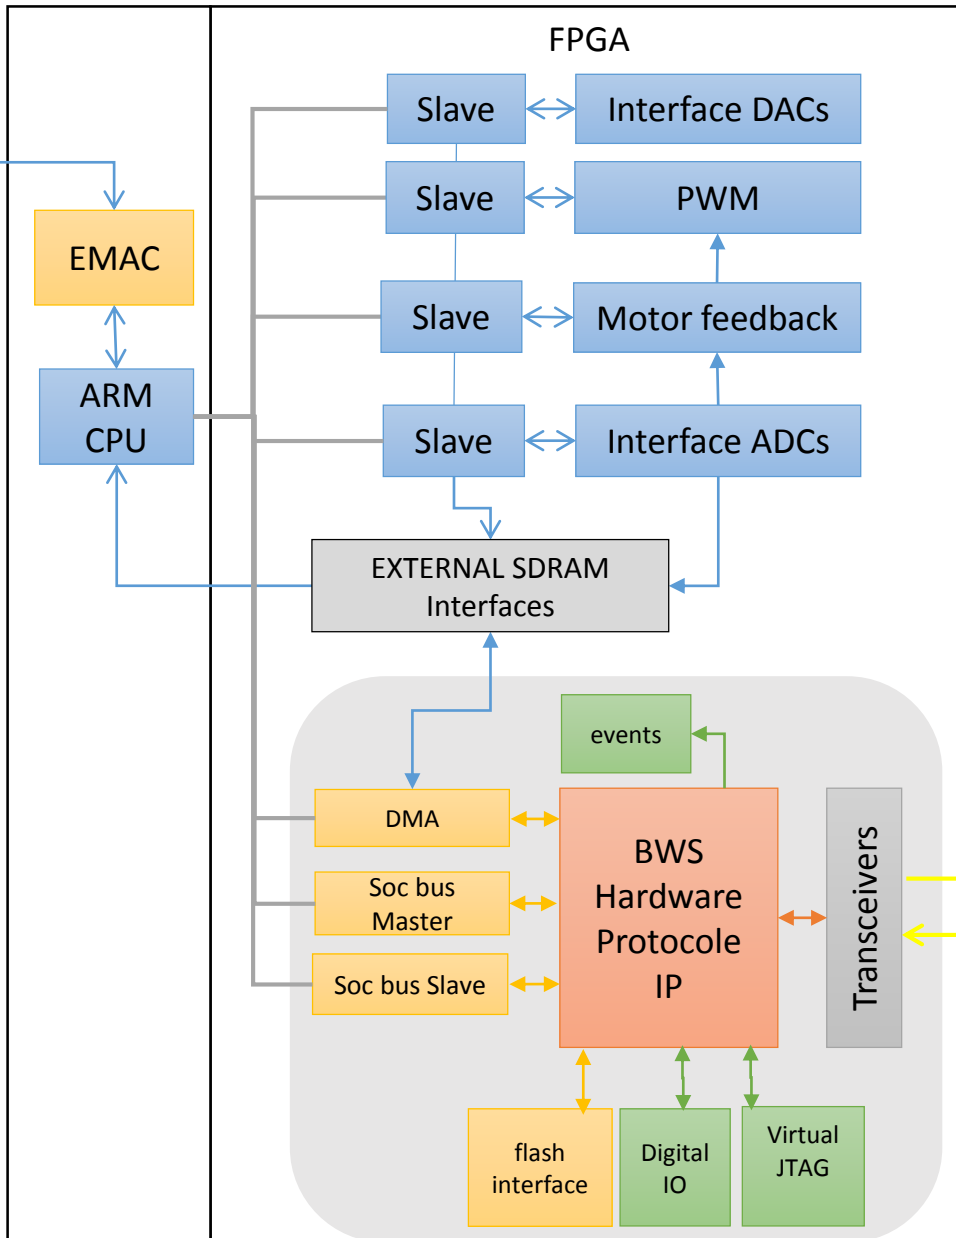 FPGA
Slave
Interface DACs
Slave
PWM
EMAC
Slave
Motor feedback
ARM
CPU
Slave
Interface ADCs
EXTERNAL SDRAM
Interfaces
events
DMA
BWS
Hardware
Protocole
IP
Transceivers
Soc bus
Master
Soc bus Slave
flash
interface
Digital
IO
Virtual
JTAG